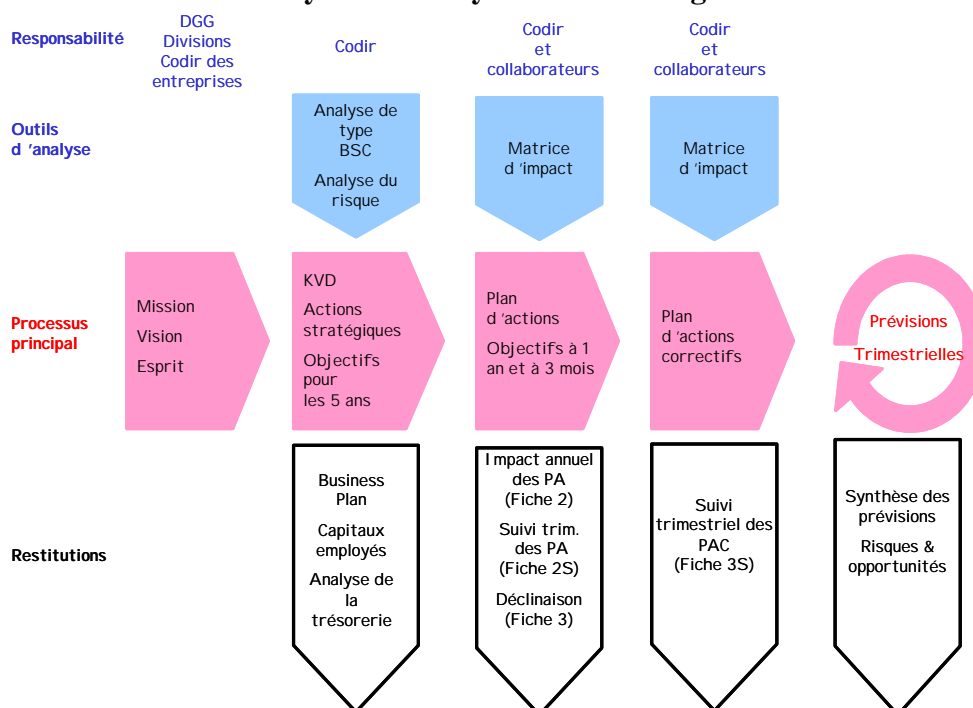 Responsabilité
DGG
Divisions
Codir des
entreprises
Codir
Codir
et
collaborateurs
Codir
et
collaborateurs
Outils
d 'analyse
Analyse de
type
BSC
Analyse du
risque
Matrice
d 'impact
Matrice
d 'impact
Processus
principal
Mission
Vision
Esprit
KVD
Actions
stratégiques
Objectifs
pour
les 5 ans
Plan
d 'actions
Objectifs à 1
an et à 3 mois
Plan
d 'actions
correctifs
Prévisions
Trimestrielles
Restitutions
Business
Plan
Capitaux
employés
Analyse de
la
trésorerie
Impact annuel
des PA
(Fiche 2)
Suivi trim.
des PA
(Fiche 2S)
Déclinaison
(Fiche 3)
Suivi
trimestriel des
PAC
(Fiche 3S)
Synthèse des
prévisions
Risques &
opportunités